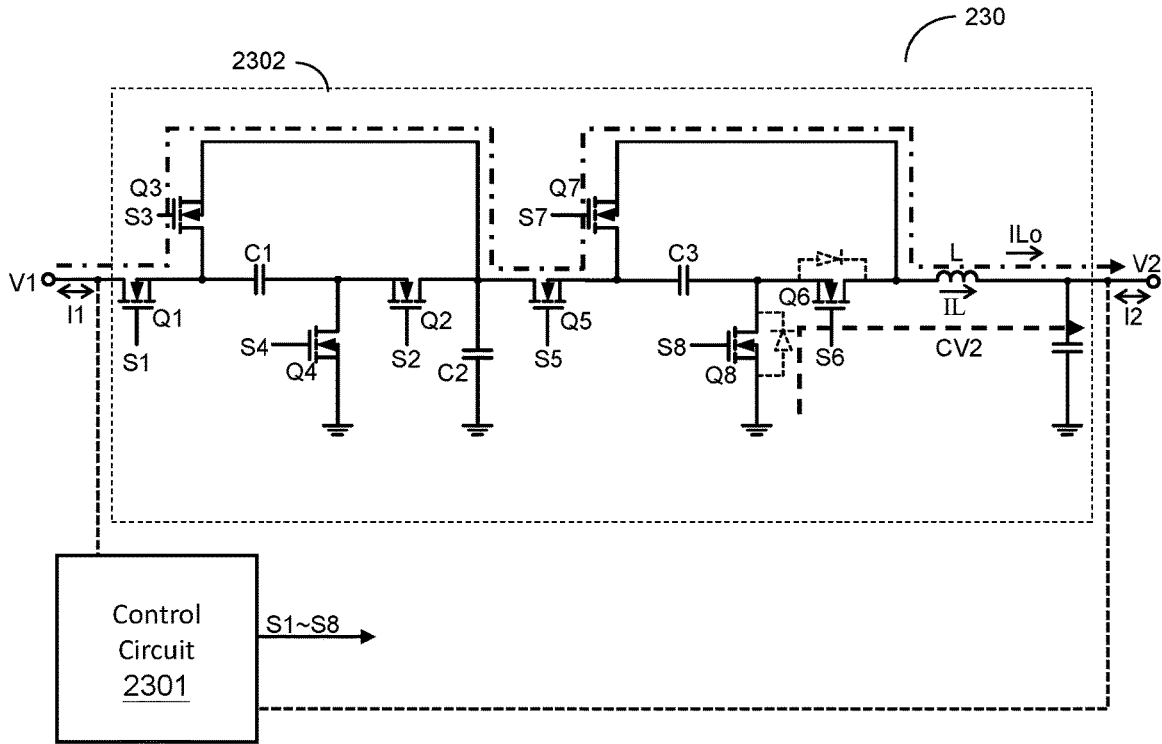 230
2302
Q3
S3
Q7
S7
C1
C3
L
ILo
V1
V2
I1
Q1
S1
S4
Q4
Q2
S2
C2
Q5
S5
S8
Q8
Q6
S6
IL
CV2
I2
Control
Circuit
2301
S1~S8